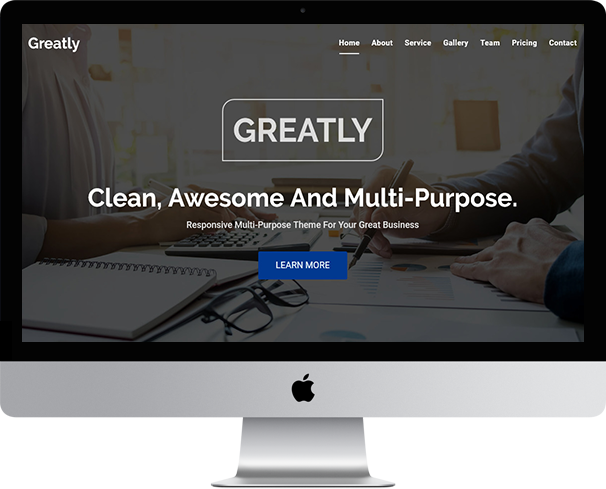 Greatly
Home About Service Gallery Team Pricing Contact
GREATLY
Clean, Awesome And Multi-Purpose.
Responsive Multi-Purpose Theme For Your Great Business
LEARN MORE